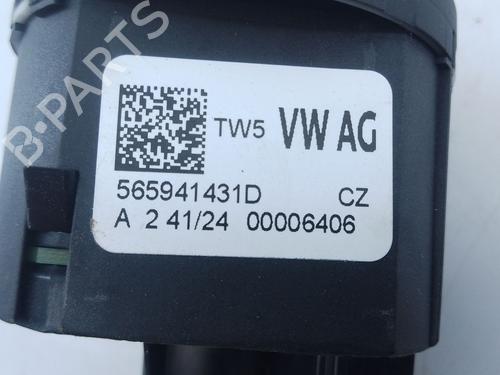 B-PARTS
TW5 VW AG
565941431D CZ
A 2 41/24 00006406